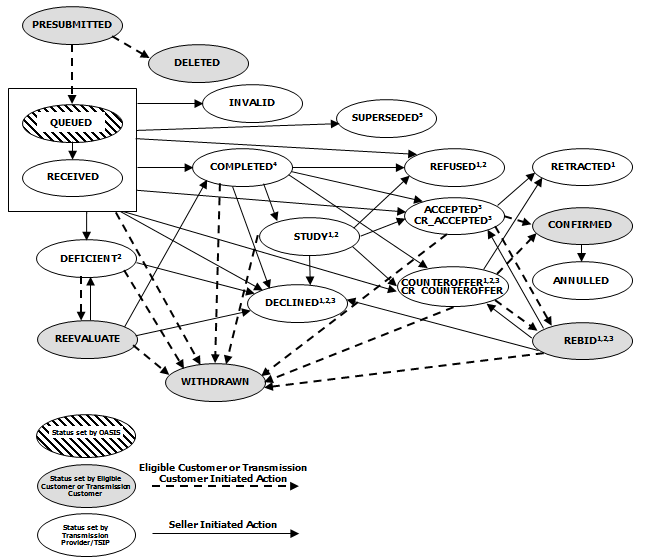 PRESUBMITTED
DELETED
INVALID
QUEUED
SUPERSEDED³
RECEIVED
COMPLETED⁴
REFUSED¹,²
RETRACTED¹
ACCEPTED³
CR_ACCEPTED³
CONFIRMED
STUDY¹,²
DEFICIENT²
ANNULLED
COUNTEROFFER¹,²,³
CR_COUNTEROFFER
DECLINED¹,²,³
REEVALUATE
REBID¹,²,³
WITHDRAWN
Status set by OASIS
Status set by Eligible
Customer or Transmission
Customer
Eligible Customer or Transmission
Customer Initiated Action
Status set by
Transmission
Provider/TSIP
Seller Initiated Action